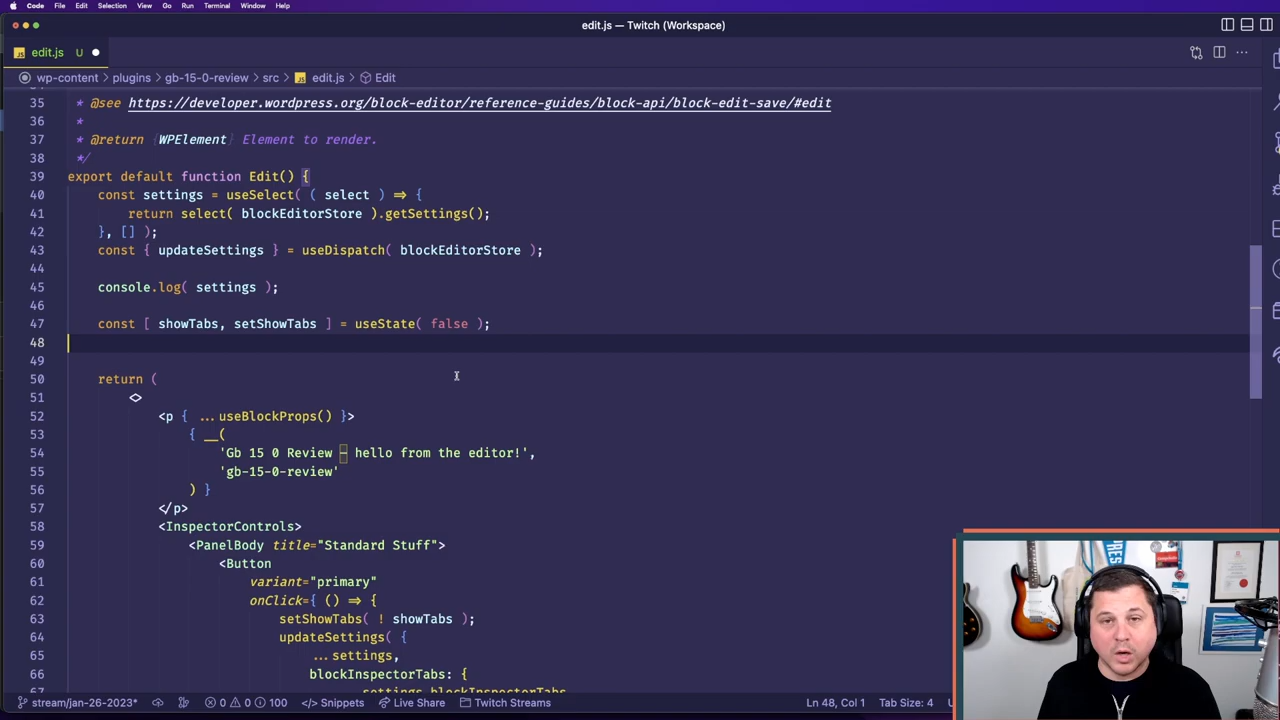 Code File Edit Selection View Go Run Terminal Window Help
edit.js — Twitch (Workspace)
JS edit.js U
wp-content > plugins > gb-15-0-review > src > JS edit.js > Edit
35 * @see https://developer.wordpress.org/block-editor/reference-guides/block-api/block-edit-save/#edit
36 *
37 * @return {WPElement} Element to render.
38 */
39 export default function Edit() {
40 const settings = useSelect( ( select ) => {
41 return select( blockEditorStore ).getSettings();
42 }, [] );
43 const { updateSettings } = useDispatch( blockEditorStore );
44
45 console.log( settings );
46
47 const [ showTabs, setShowTabs ] = useState( false );
48
49
50 return (
51 <>
52 <p { ...useBlockProps() }>
53 { __(
54 'Gb 15 0 Review – hello from the editor!',
55 'gb-15-0-review'
56 ) }
57 </p>
58 <InspectorControls>
59 <PanelBody title="Standard Stuff">
60 <Button
61 variant="primary"
62 onClick={ () => {
63 setShowTabs( ! showTabs );
64 updateSettings( {
65 ...settings,
66 blockInspectorTabs: {
67 ...settings.blockInspectorTabs,
stream/jan-26-2023* 0 0 100 </> Snippets Live Share Twitch Streams Ln 48, Col 1 Tab Size: 4